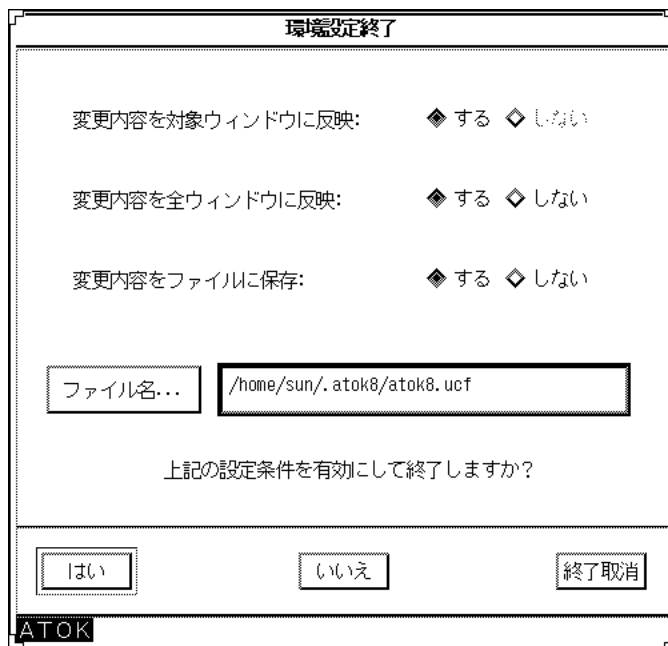 環境設定終了
変更内容を対象ウィンドウに反映: する しない
変更内容を全ウィンドウに反映: する しない
変更内容をファイルに保存: する しない
ファイル名... /home/sun/.atok8/atok8.ucf
上記の設定条件を有効にして終了しますか?
はい いいえ 終了取消
ATOK